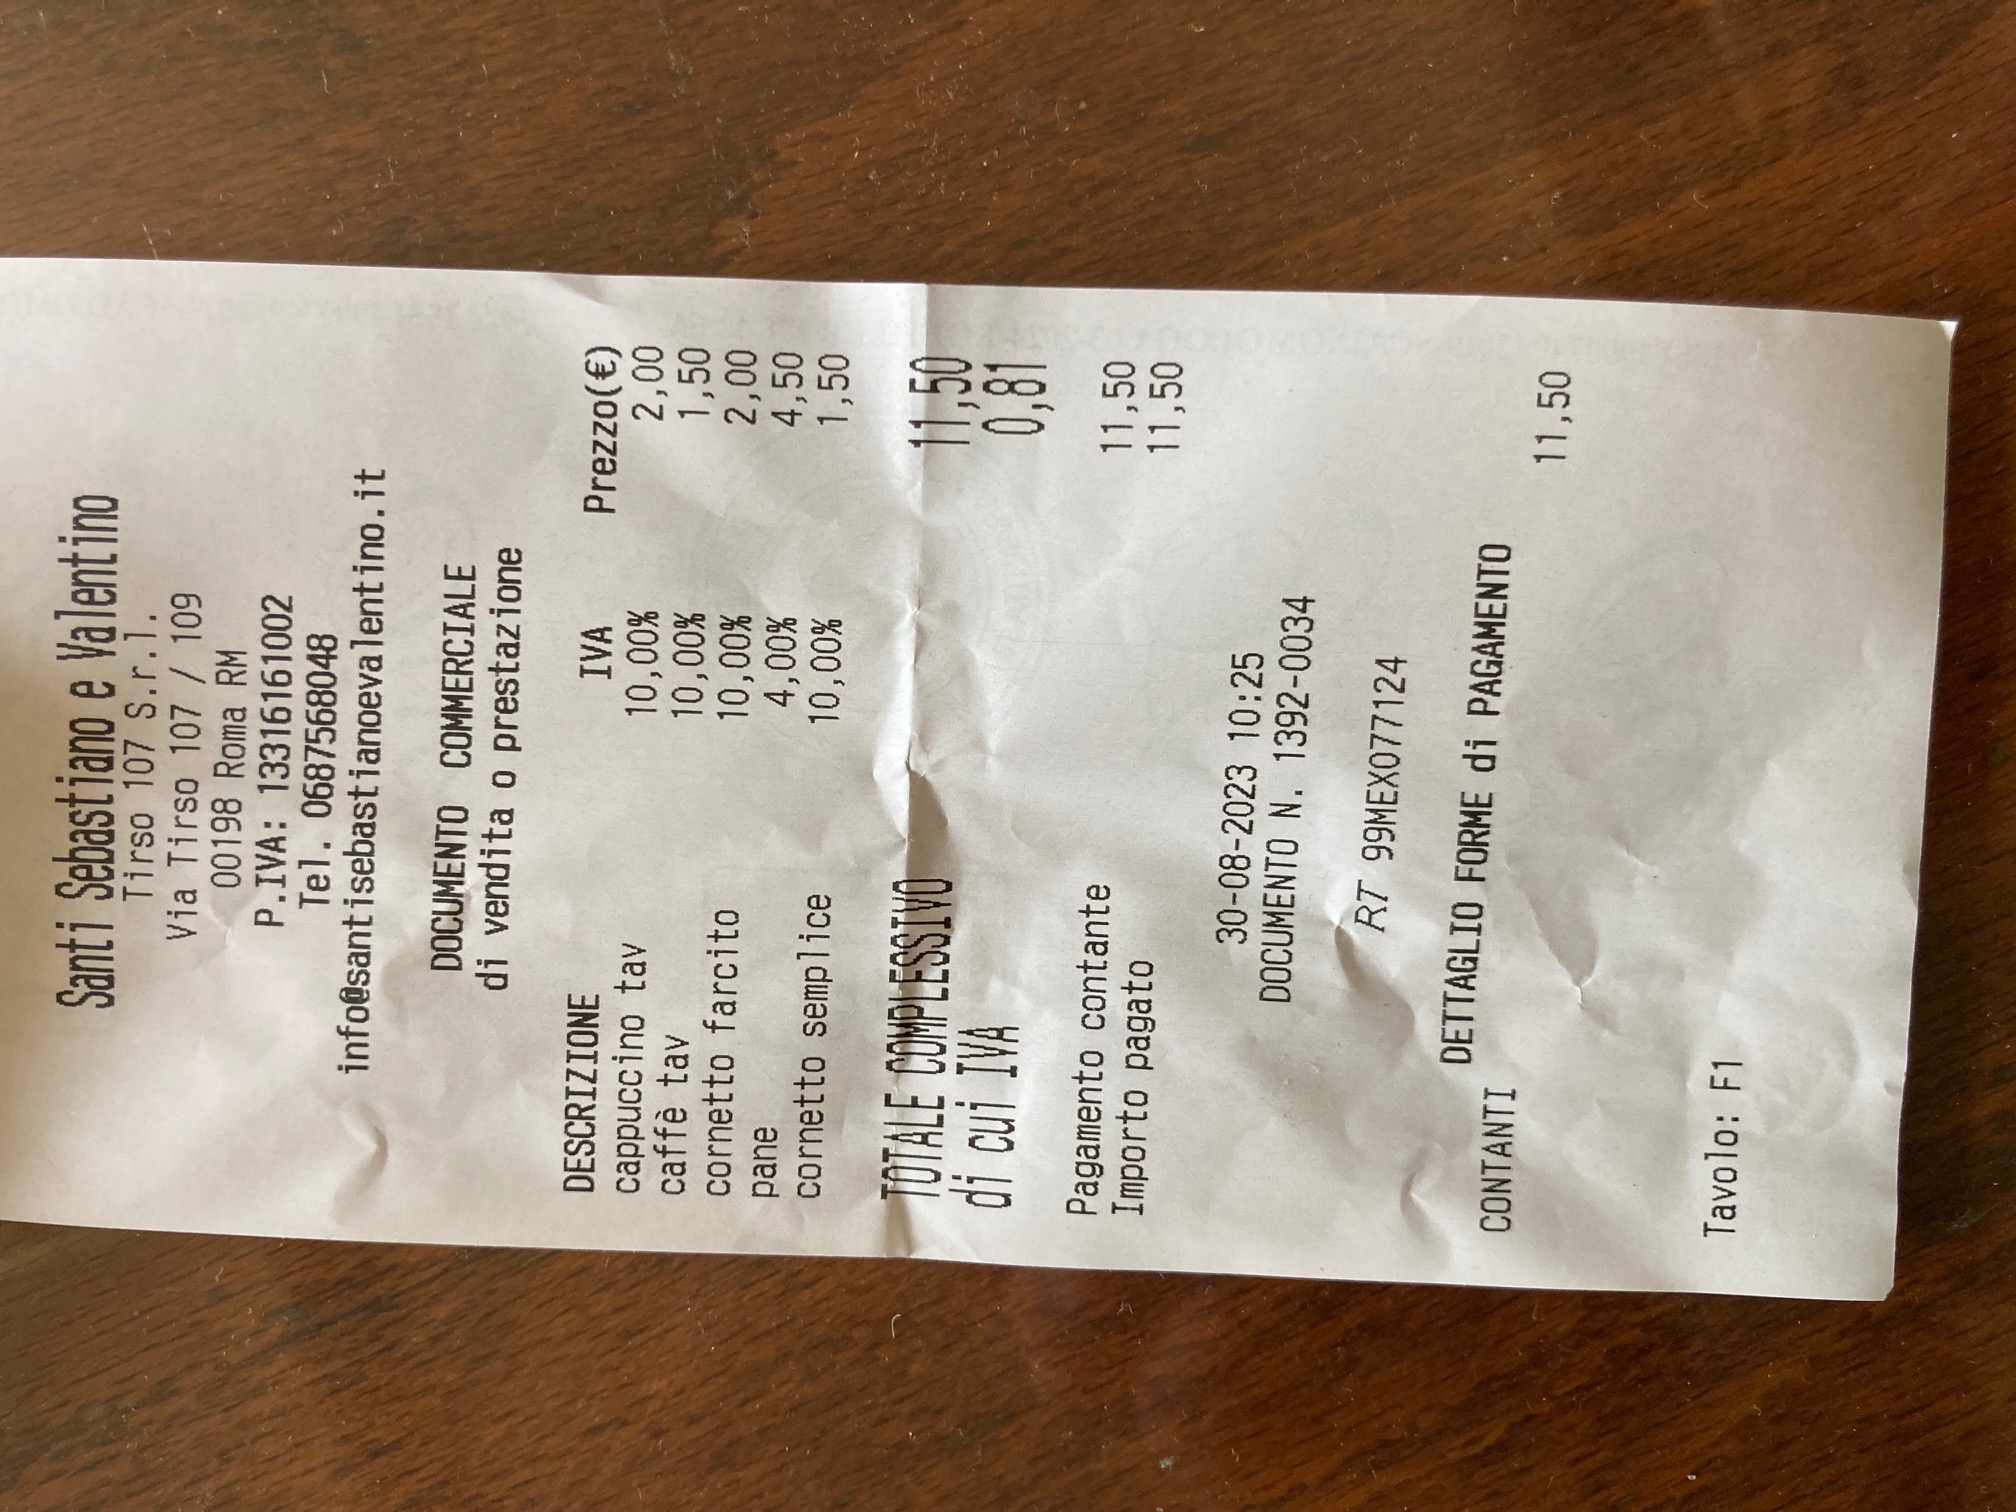 Santi Sebastiano e Valentino
Tirso 107 S.r.l.
Via Tirso 107 / 109
00198 Roma RM
P.IVA: 13316161002
Tel. 0687568048
info@santisebastianoevalentino.it
DOCUMENTO COMMERCIALE
di vendita o prestazione
DESCRIZIONE IVA Prezzo(€)
cappuccino tav 10,00% 2,00
caffè tav 10,00% 1,50
cornetto farcito 10,00% 2,00
pane 4,00% 4,50
cornetto semplice 10,00% 1,50
TOTALE COMPLESSIVO 11,50
di cui IVA 0,81
Pagamento contante 11,50
Importo pagato 11,50
30-08-2023 10:25
DOCUMENTO N. 1392-0034
RT 99MEX077124
DETTAGLIO FORME di PAGAMENTO
CONTANTI 11,50
Tavolo: F1